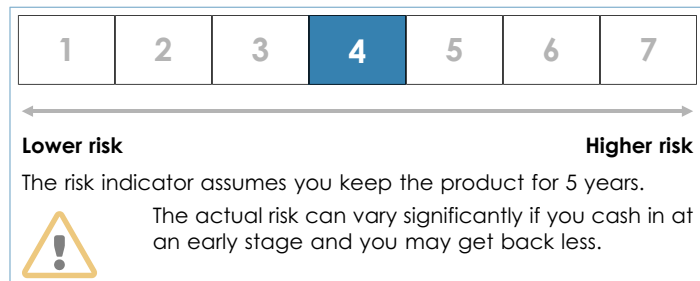 1 2 3 4 5 6 7
Lower risk Higher risk
The risk indicator assumes you keep the product for 5 years.
The actual risk can vary significantly if you cash in at
an early stage and you may get back less.